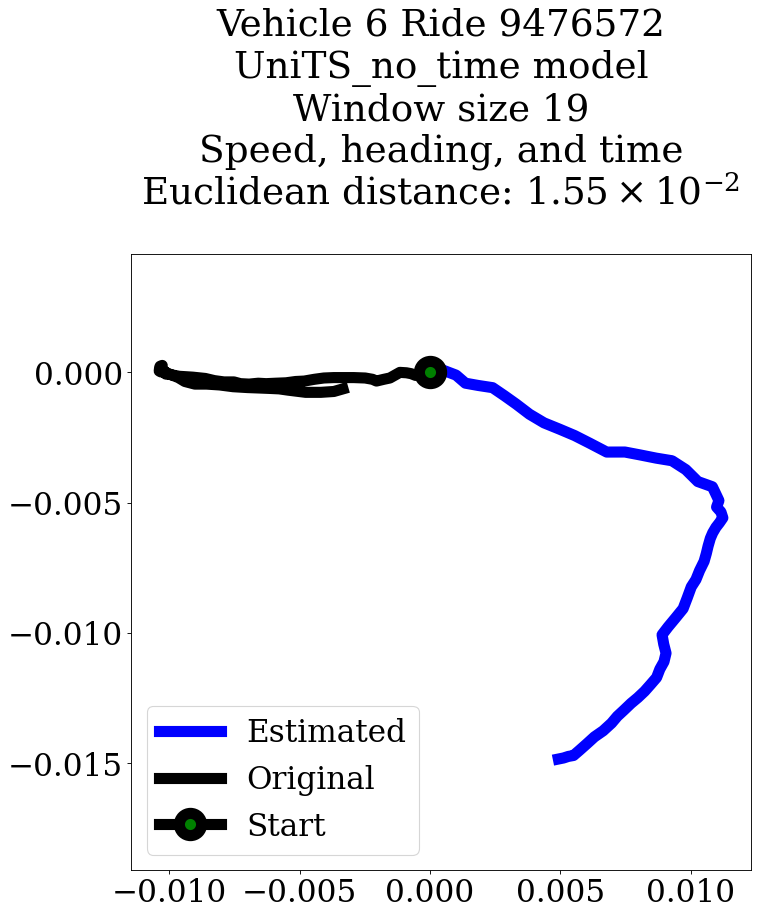 Vehicle 6 Ride 9476572
UniTS_no_time model
Window size 19
Speed, heading, and time
Euclidean distance: 1.55 × 10⁻²
0.000
−0.005
−0.010
−0.015
Estimated
Original
Start
−0.010 −0.005 0.000 0.005 0.010